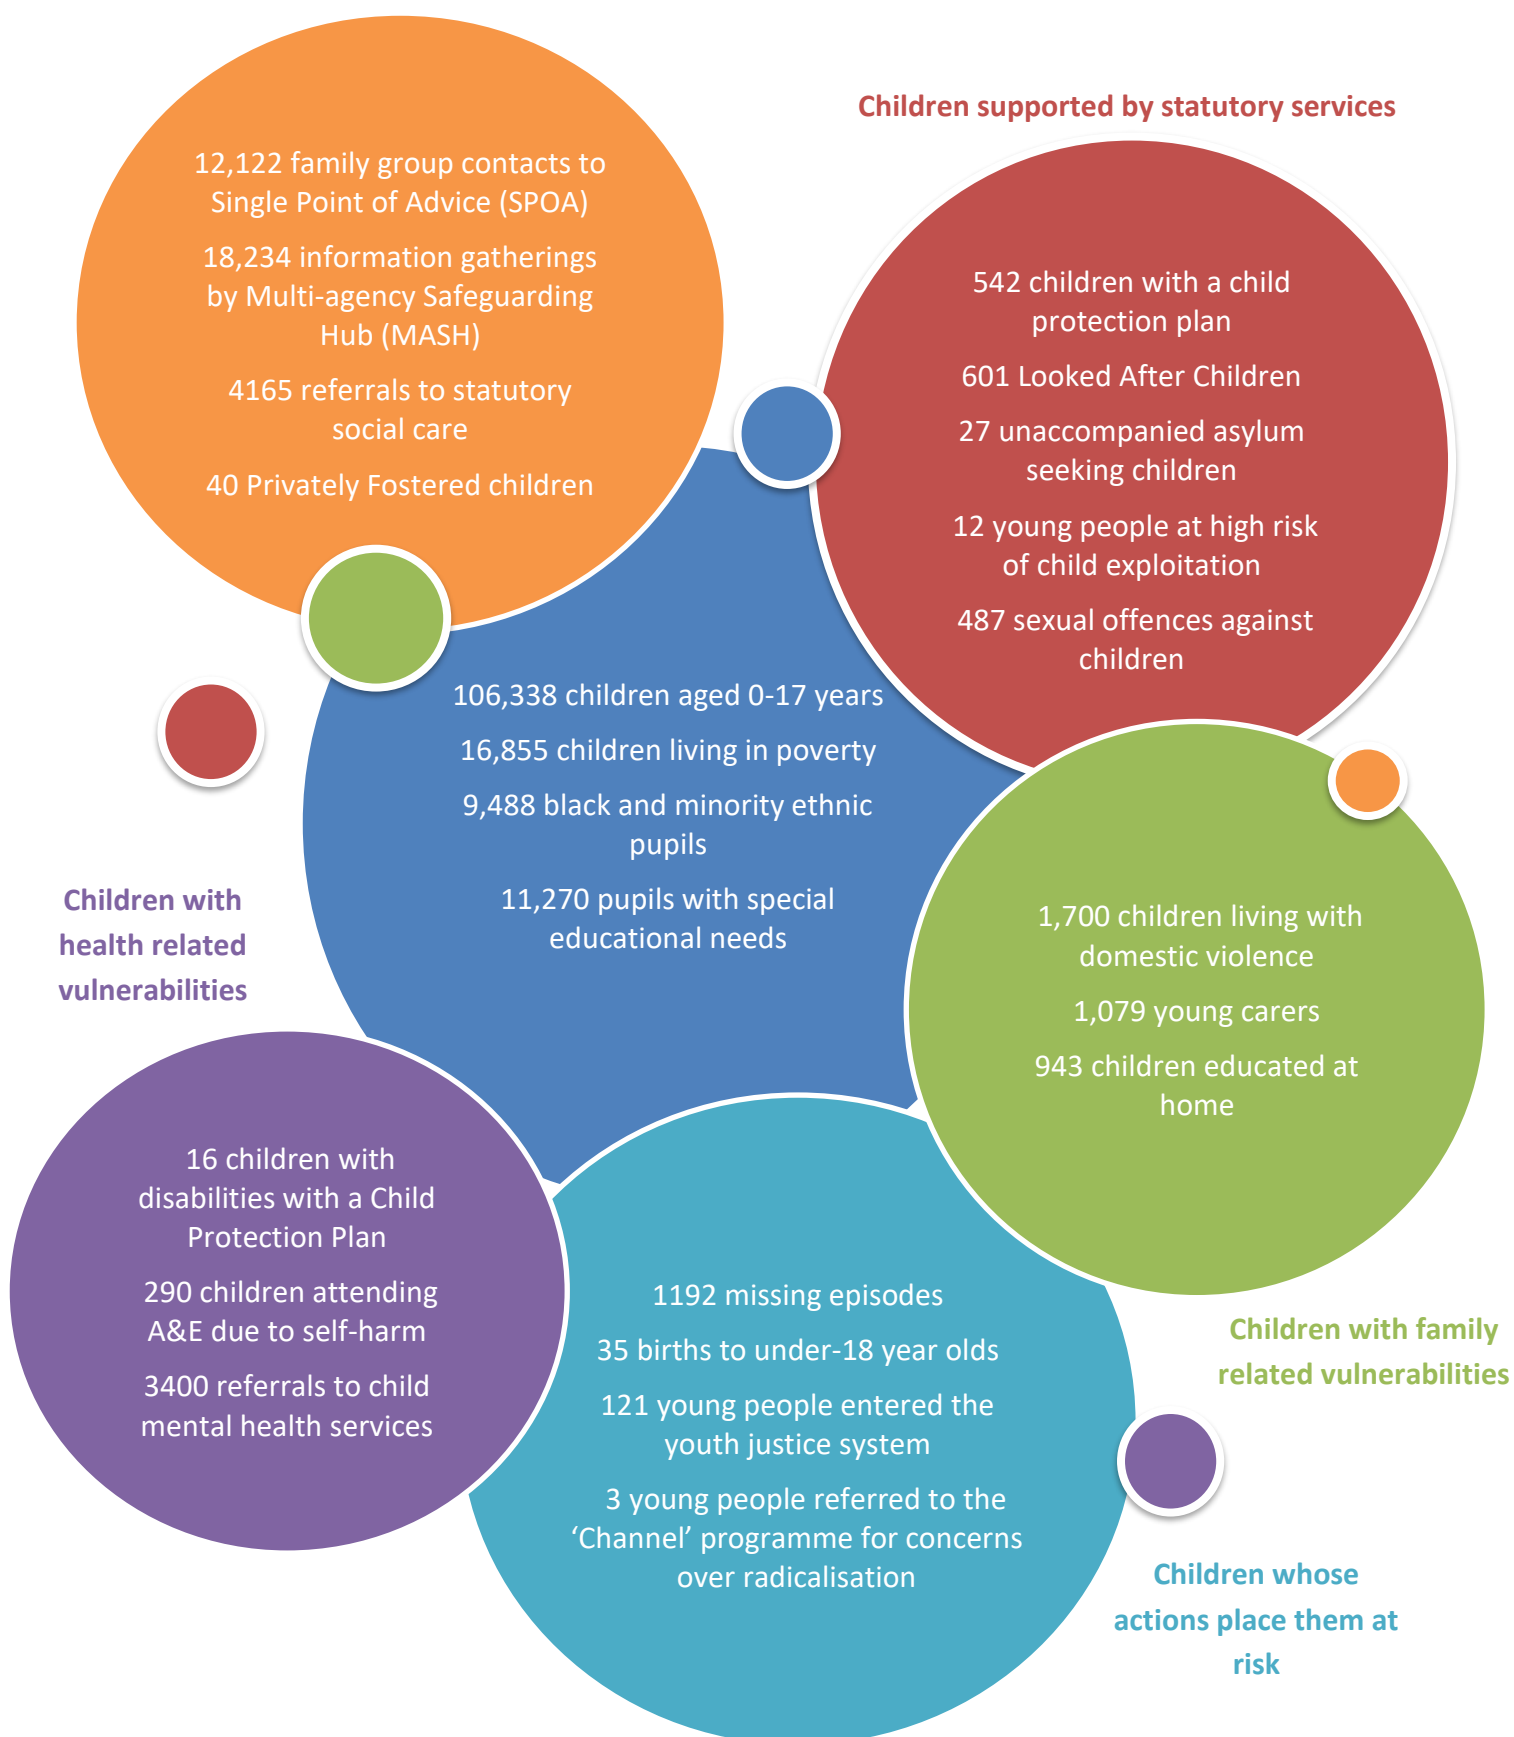 12,122 family group contacts to
Single Point of Advice (SPOA)
18,234 information gatherings
by Multi-agency Safeguarding
Hub (MASH)
4165 referrals to statutory
social care
40 Privately Fostered children
Children supported by statutory services
542 children with a child
protection plan
601 Looked After Children
27 unaccompanied asylum
seeking children
12 young people at high risk
of child exploitation
487 sexual offences against
children
106,338 children aged 0-17 years
16,855 children living in poverty
9,488 black and minority ethnic
pupils
11,270 pupils with special
educational needs
1,700 children living with
domestic violence
1,079 young carers
943 children educated at
home
Children with family
related vulnerabilities
Children with
health related
vulnerabilities
16 children with
disabilities with a Child
Protection Plan
290 children attending
A&E due to self-harm
3400 referrals to child
mental health services
1192 missing episodes
35 births to under-18 year olds
121 young people entered the
youth justice system
3 young people referred to the
‘Channel’ programme for concerns
over radicalisation
Children whose
actions place them at
risk